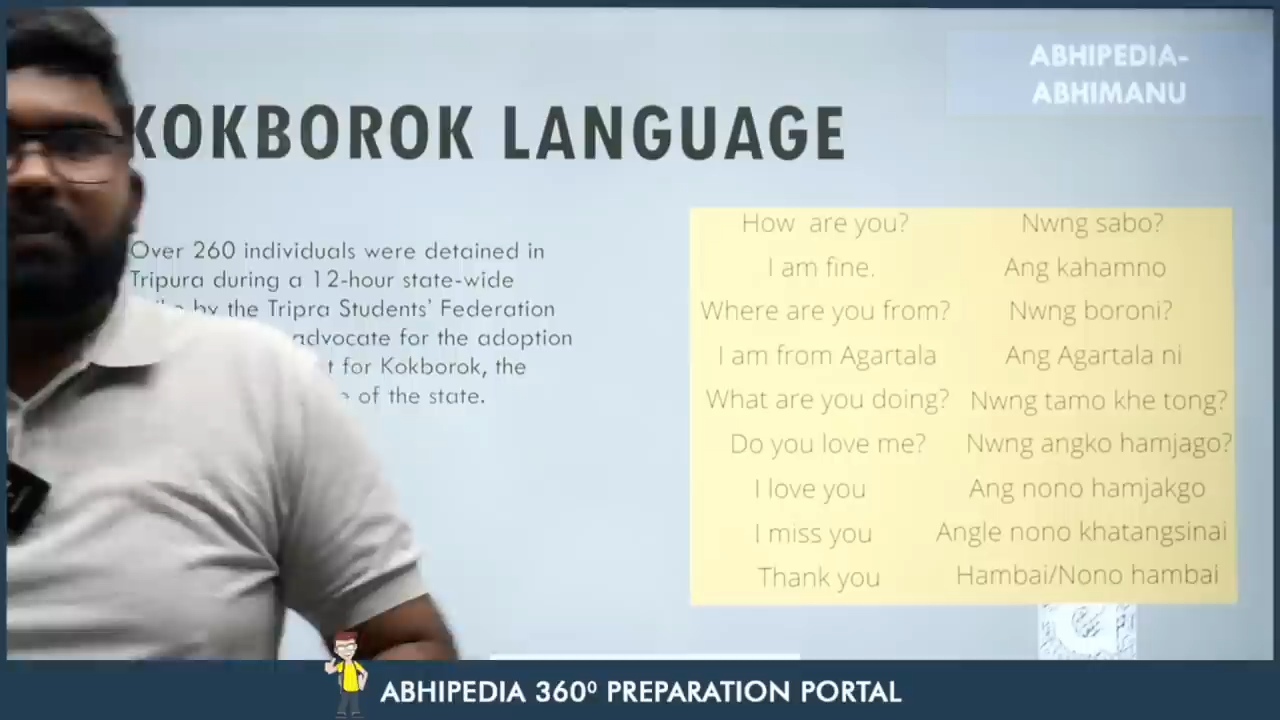 ABHIPEDIA-
ABHIMANU
KOKBOROK LANGUAGE
Over 260 individuals were detained in
Tripura during a 12-hour state-wide
by the Tripra Students' Federation
advocate for the adoption
for Kokborok, the
of the state.
How are you? Nwng sabo?
I am fine. Ang kahamno
Where are you from? Nwng boroni?
I am from Agartala Ang Agartala ni
What are you doing? Nwng tamo khe tong?
Do you love me? Nwng angko hamjago?
I love you Ang nono hamjakgo
I miss you Angle nono khatangsinai
Thank you Hambai/Nono hambai
ABHIPEDIA 360⁰ PREPARATION PORTAL